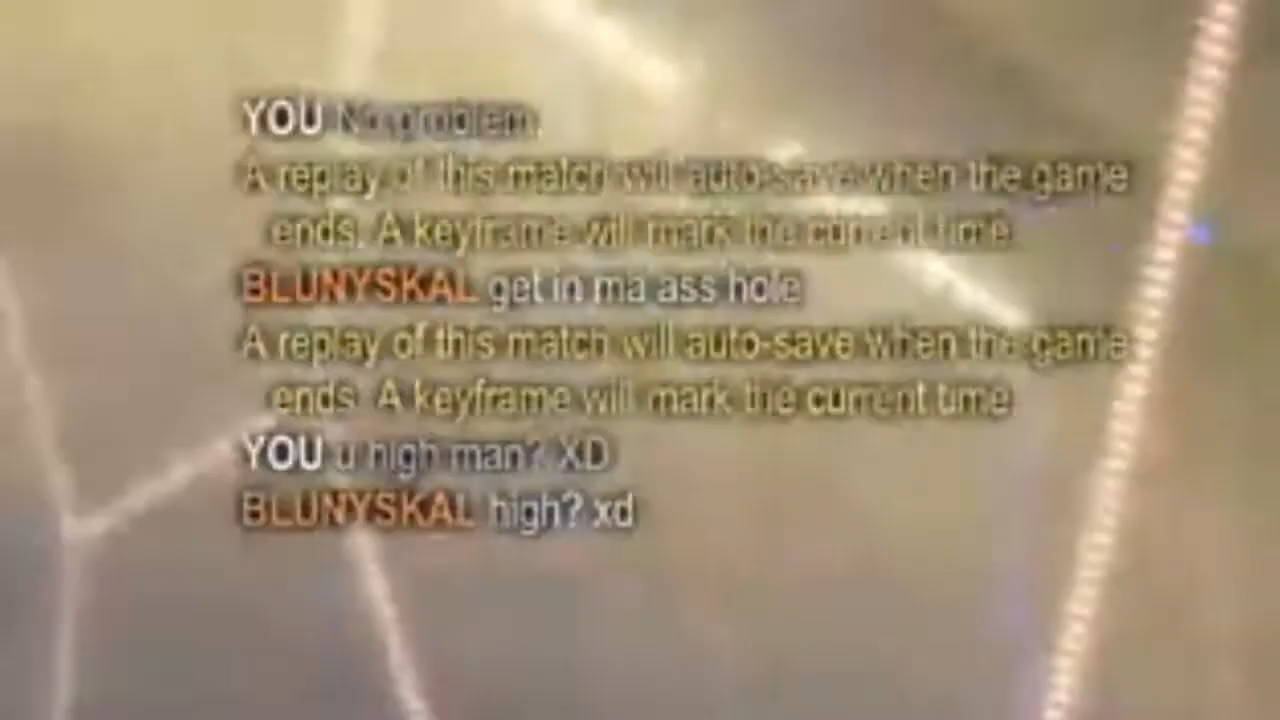 YOU No problem.
A replay of this match will auto-save when the game
ends. A keyframe will mark the current time.
BLUNYSKAL get in ma ass hole
A replay of this match will auto-save when the game
ends. A keyframe will mark the current time.
YOU u high man? XD
BLUNYSKAL high? xd